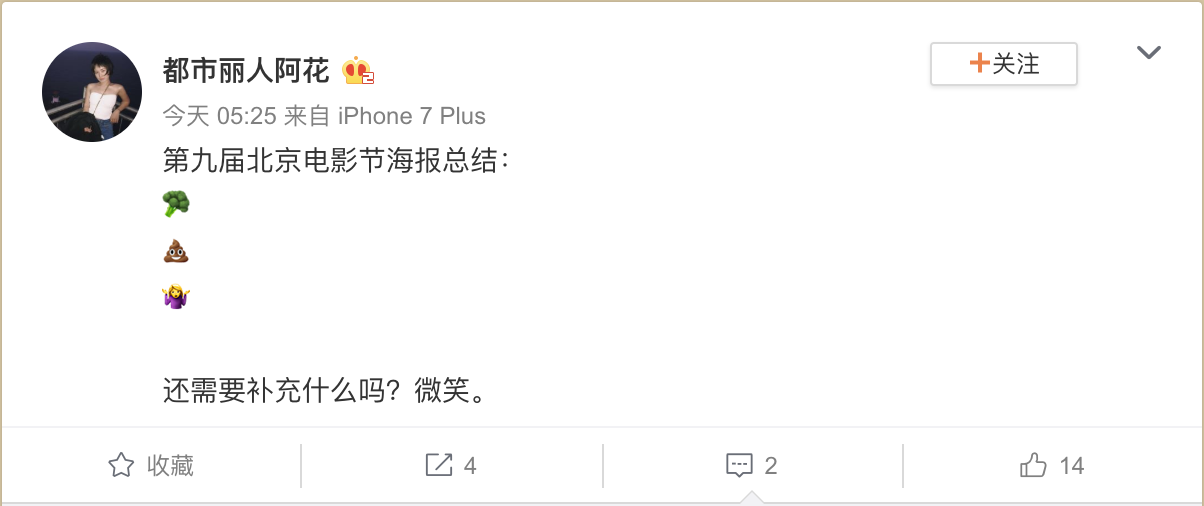 都市丽人阿花
+关注
今天 05:25 来自 iPhone 7 Plus
第九届北京电影节海报总结：
🥦
💩
🤷‍♀️
还需要补充什么吗？微笑。
收藏
4
2
14